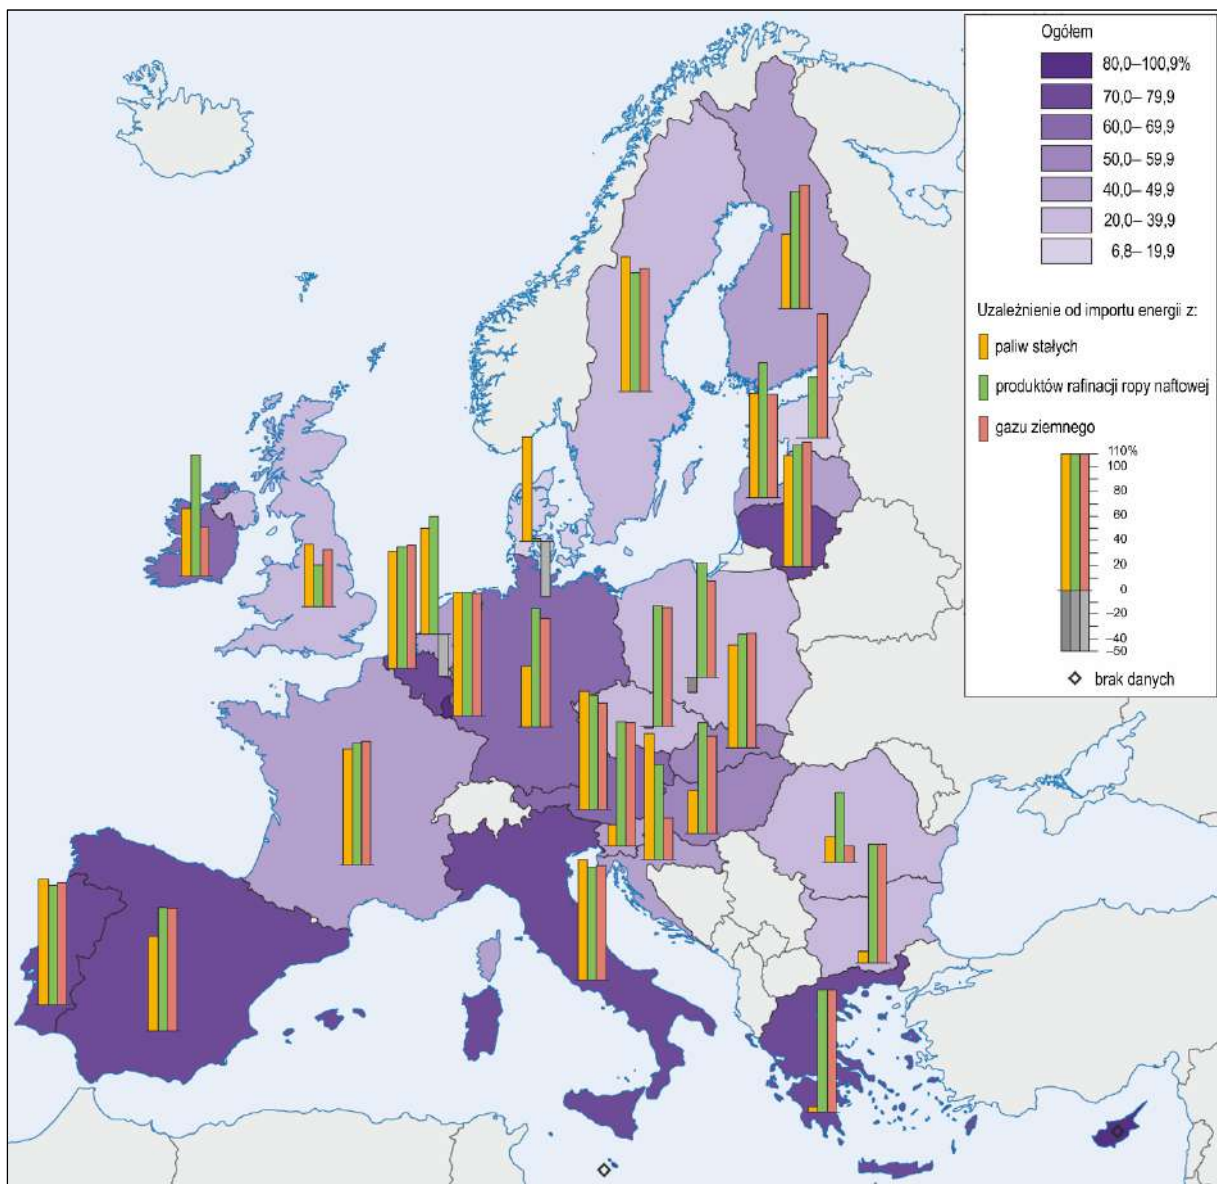 Ogółem
80,0–100,9%
70,0– 79,9
60,0– 69,9
50,0– 59,9
40,0– 49,9
20,0– 39,9
6,8– 19,9
Uzależnienie od importu energii z:
paliw stałych
produktów rafinacji ropy naftowej
gazu ziemnego
110%
100
80
60
40
20
0
–20
–40
–50
brak danych